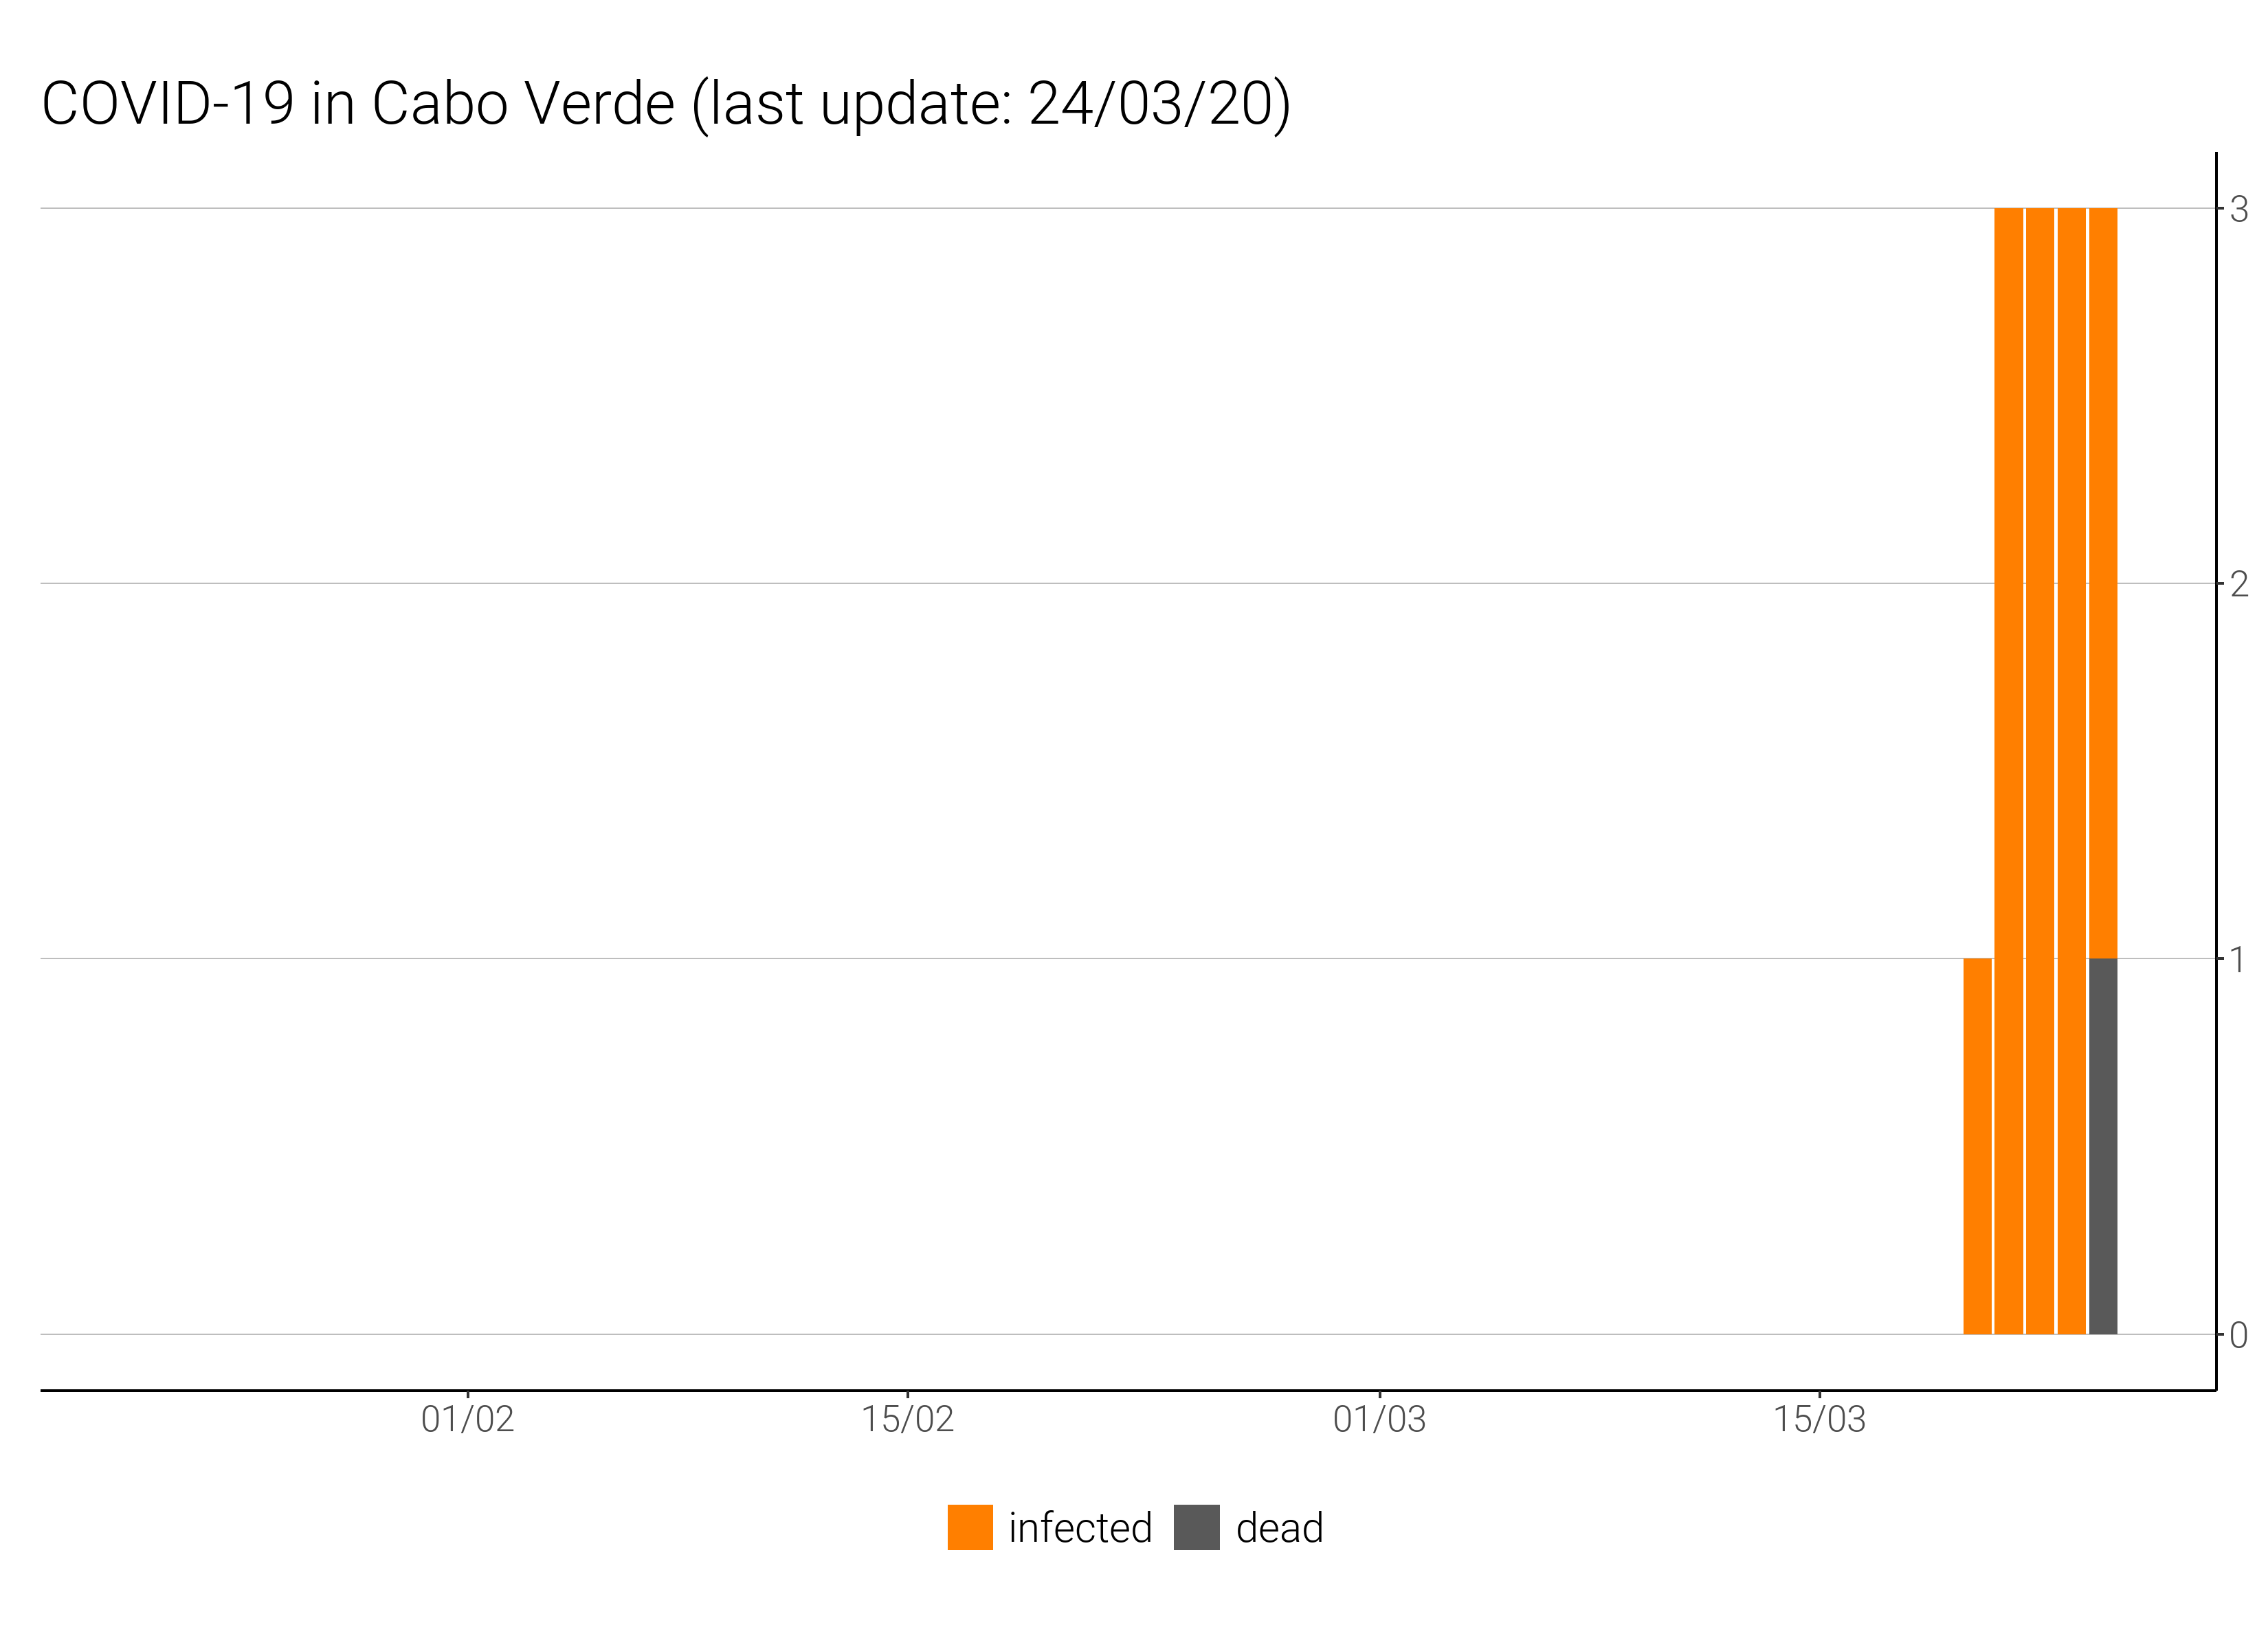 COVID-19 in Cabo Verde (last update: 24/03/20)
3
2
1
0
01/02 15/02 01/03 15/03
infected dead